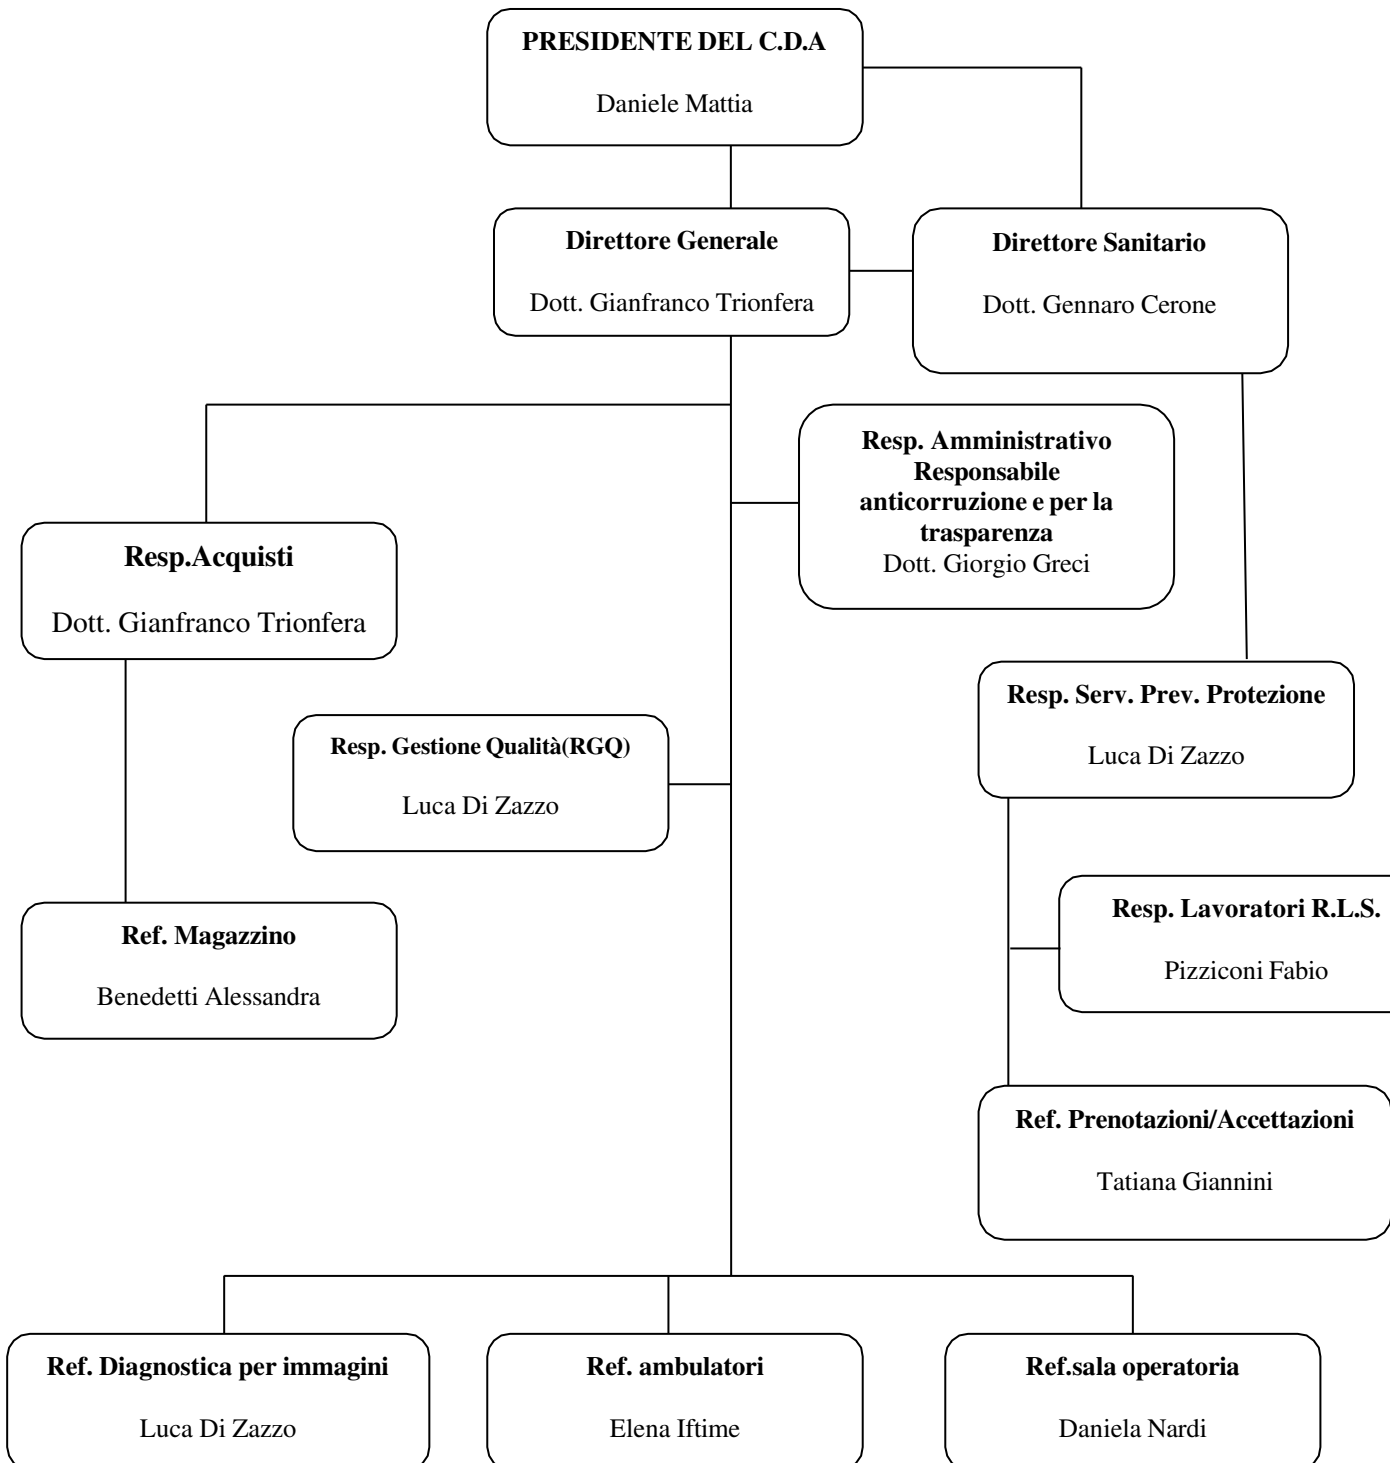 PRESIDENTE DEL C.D.A
Daniele Mattia
Direttore Generale
Dott. Gianfranco Trionfera
Direttore Sanitario
Dott. Gennaro Cerone
Resp. Amministrativo
Responsabile
anticorruzione e per la
trasparenza
Dott. Giorgio Greci
Resp.Acquisti
Dott. Gianfranco Trionfera
Resp. Serv. Prev. Protezione
Luca Di Zazzo
Resp. Gestione Qualità(RGQ)
Luca Di Zazzo
Resp. Lavoratori R.L.S.
Pizziconi Fabio
Ref. Magazzino
Benedetti Alessandra
Ref. Prenotazioni/Accettazioni
Tatiana Giannini
Ref. Diagnostica per immagini
Luca Di Zazzo
Ref. ambulatori
Elena Iftime
Ref.sala operatoria
Daniela Nardi